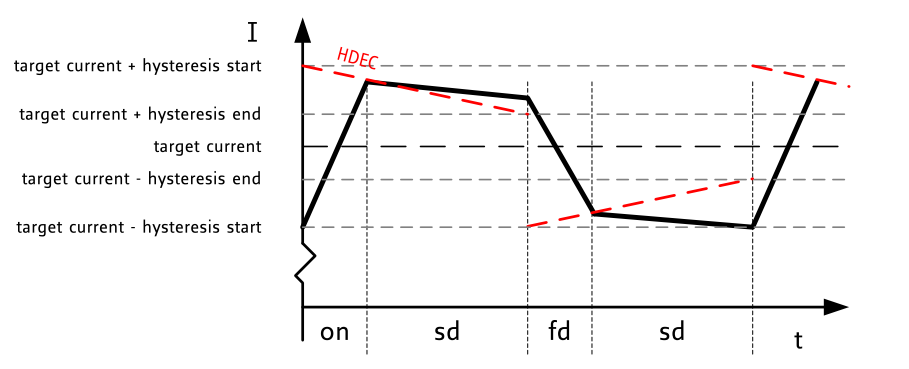 I
HDEC
target current + hysteresis start
target current + hysteresis end
target current
target current - hysteresis end
target current - hysteresis start
on
sd
fd
sd
t